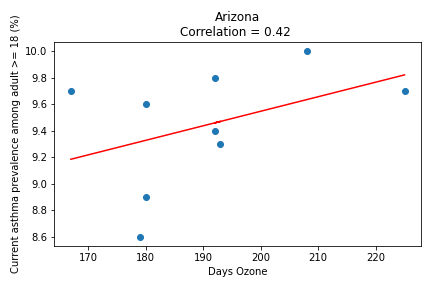 Arizona
Correlation = 0.42
Current asthma prevalence among adult >= 18 (%)
10.0
9.8
9.6
9.4
9.2
9.0
8.8
8.6
170 180 190 200 210 220
Days Ozone